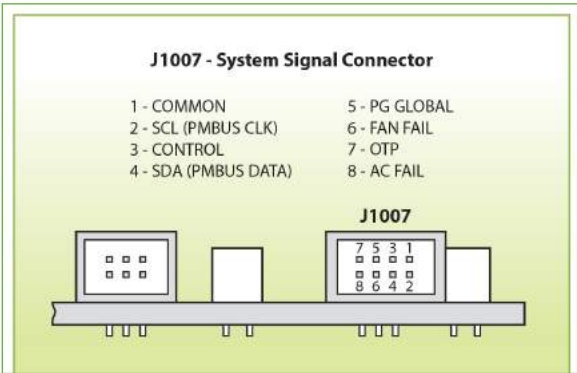 J1007 - System Signal Connector
1 - COMMON
2 - SCL (PMBUS CLK)
3 - CONTROL
4 - SDA (PMBUS DATA)
5 - PG GLOBAL
6 - FAN FAIL
7 - OTP
8 - AC FAIL
J1007
7 5 3 1
8 6 4 2